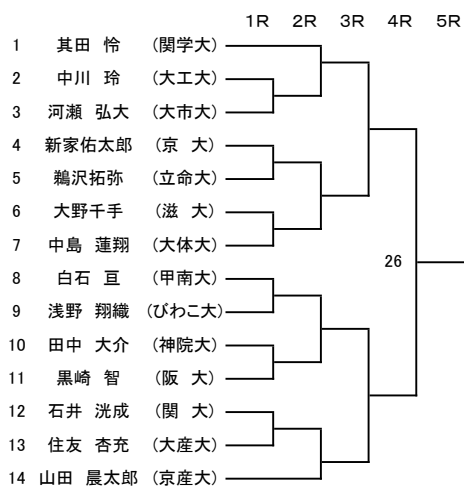 1R 2R 3R 4R 5R
1 其田 怜 (関学大)
2 中川 玲 (大工大)
3 河瀬 弘大 (大市大)
4 新家佑太郎 (京 大)
5 鵜沢拓弥 (立命大)
6 大野千手 (滋 大)
7 中島 蓮翔 (大体大)
26
8 白石 亘 (甲南大)
9 浅野 翔織 (びわこ大)
10 田中 大介 (神院大)
11 黒崎 智 (阪 大)
12 石井 洸成 (関 大)
13 住友 杏充 (大産大)
14 山田 晨太郎 (京産大)